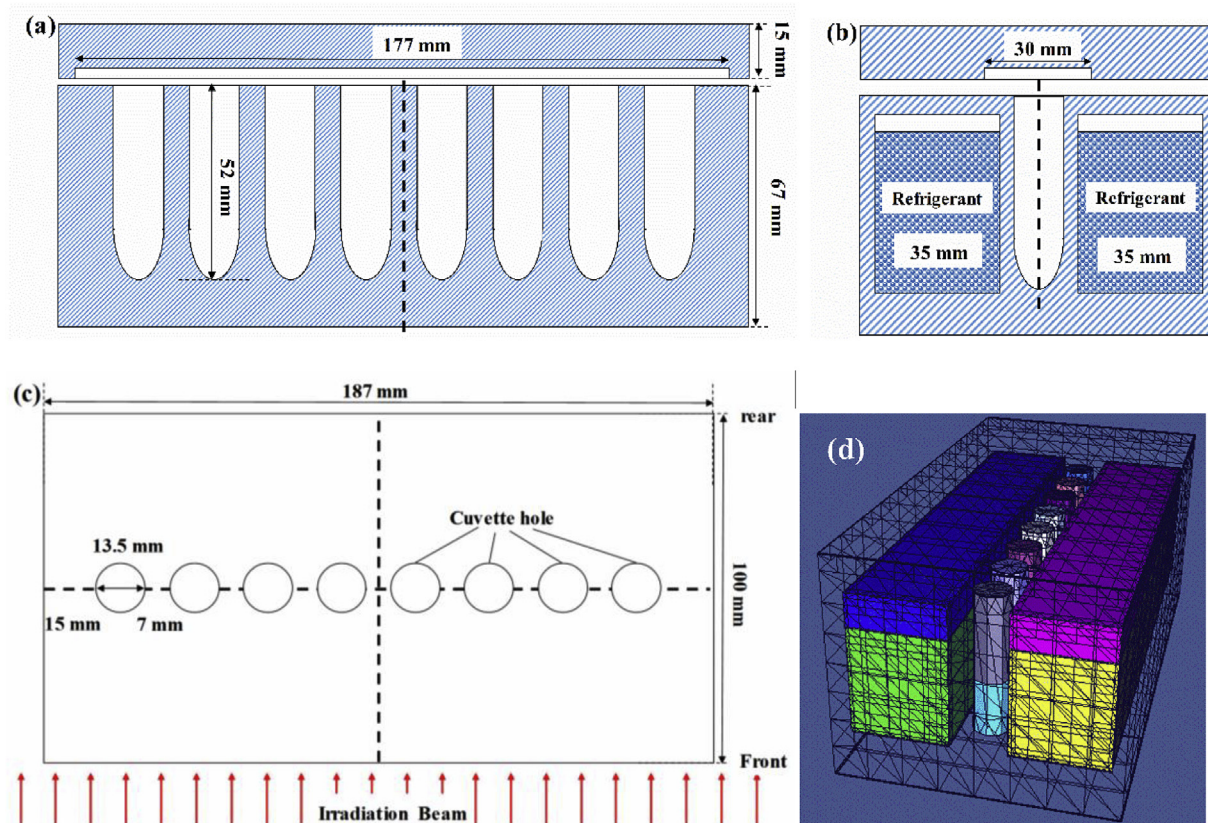 (a)
177 mm
15 mm
52 mm
67 mm
(b)
30 mm
Refrigerant
35 mm
Refrigerant
35 mm
(c)
187 mm
rear
Cuvette hole
13.5 mm
15 mm
7 mm
100 mm
Front
Irradiation Beam
(d)